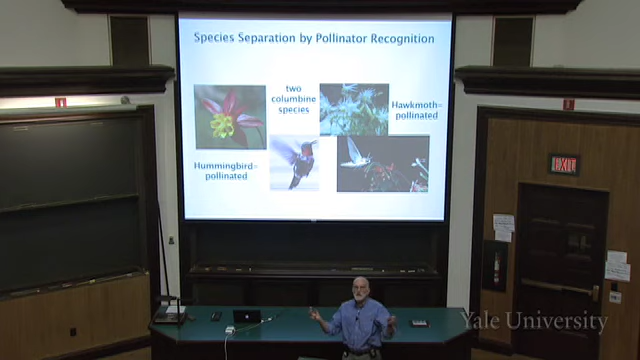 Species Separation by Pollinator Recognition
two
columbine
species
Hawkmoth-
pollinated
Hummingbird-
pollinated
EXIT
Yale University